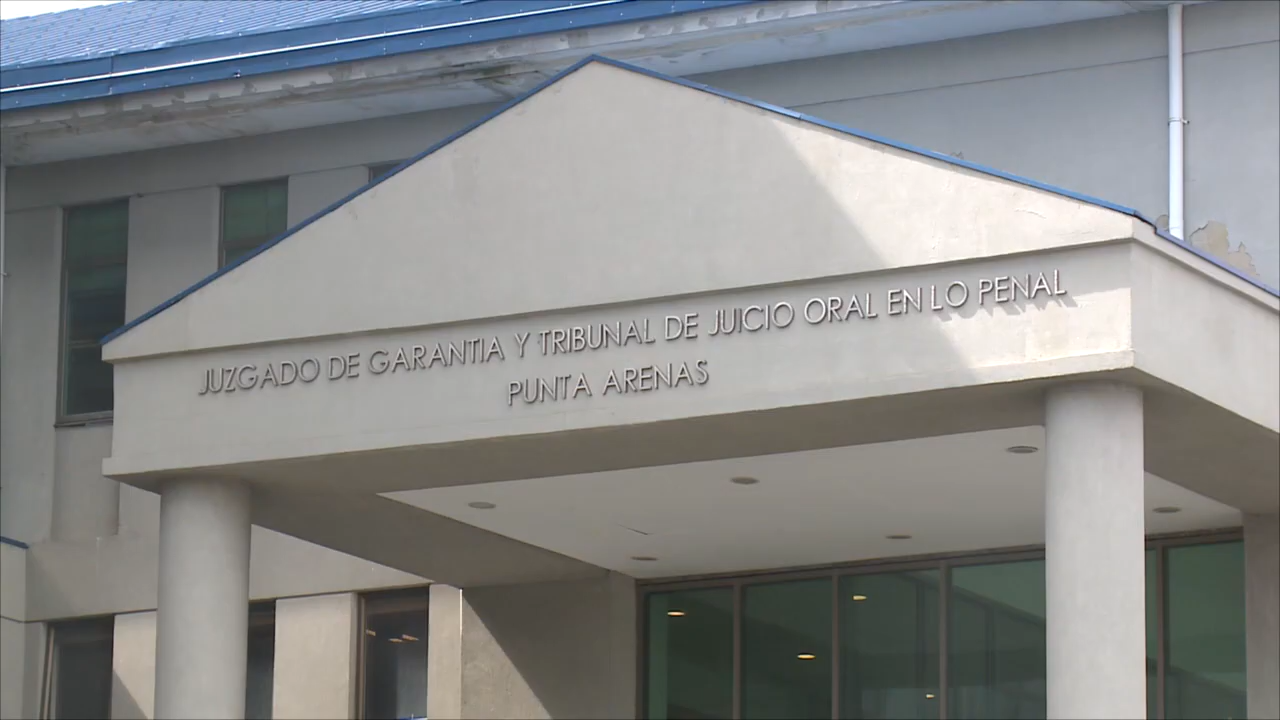 JUZGADO DE GARANTIA Y TRIBUNAL DE JUICIO ORAL EN LO PENAL
PUNTA ARENAS